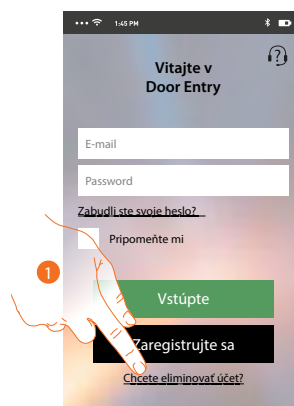 1:45 PM
?
Vitajte v
Door Entry
E-mail
Password
Zabudli ste svoje heslo?
Pripomeňte mi
1
Vstúpte
Zaregistrujte sa
Chcete eliminovať účet?